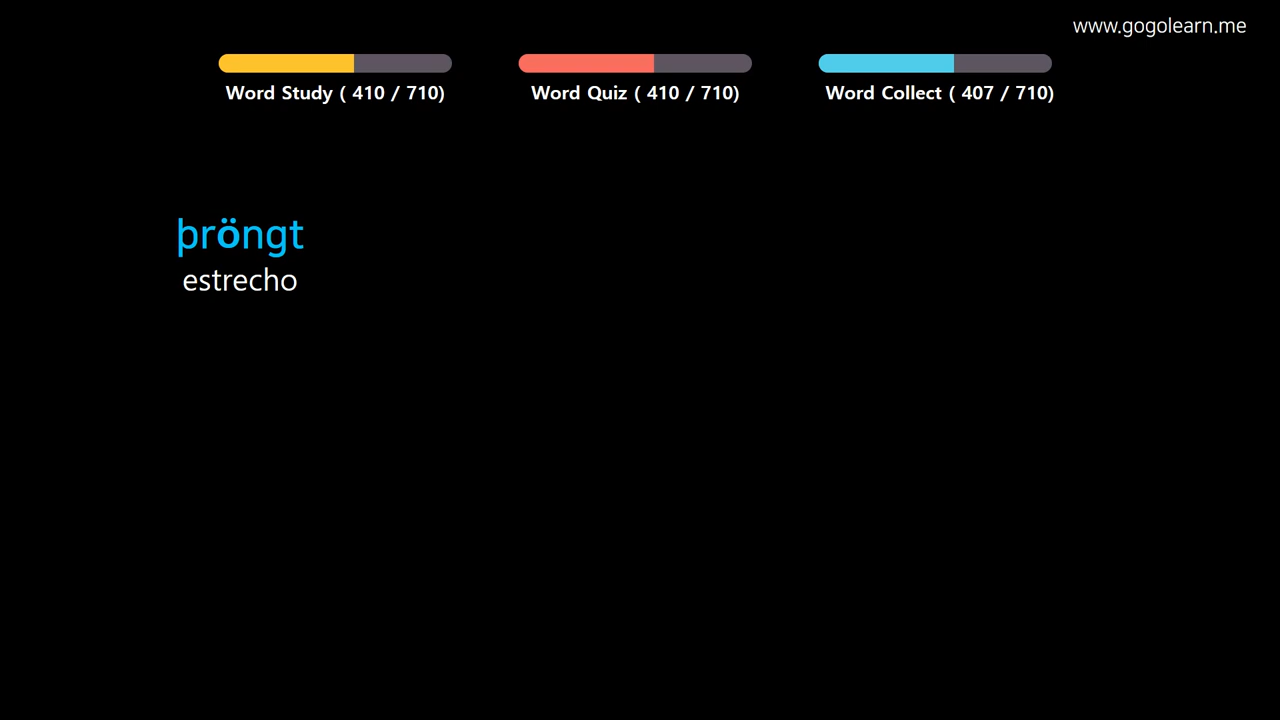 www.gogolearn.me
Word Study ( 410 / 710)
Word Quiz ( 410 / 710)
Word Collect ( 407 / 710)
þröngt
estrecho